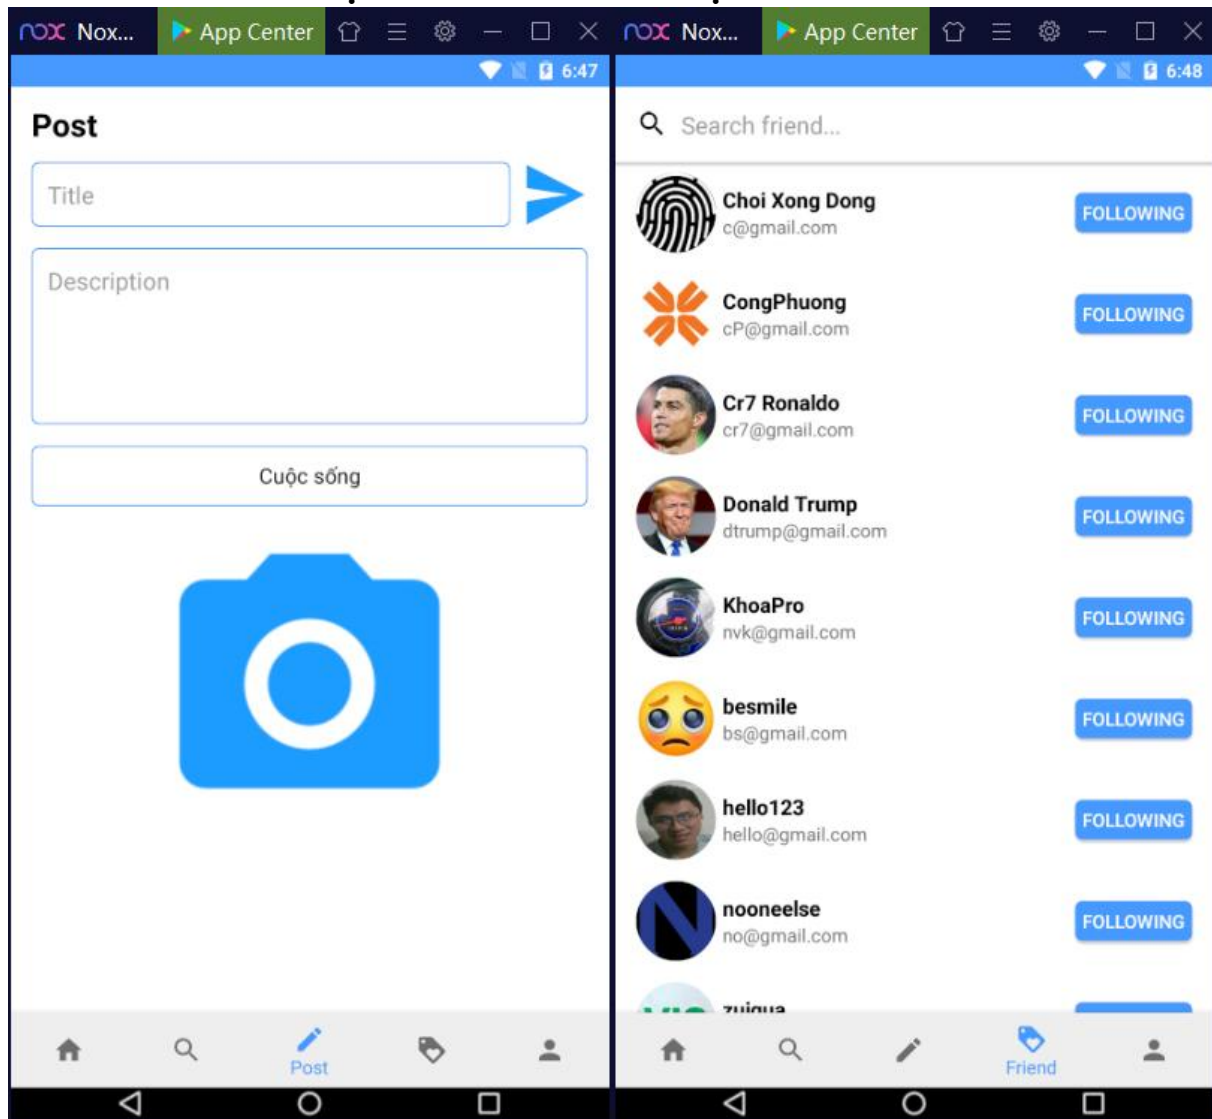 nox Nox...
App Center
6:47
Post
Title
Description
Cuộc sống
Post
nox Nox...
App Center
6:48
Search friend...
Choi Xong Dong
c@gmail.com
FOLLOWING
CongPhuong
cP@gmail.com
FOLLOWING
Cr7 Ronaldo
cr7@gmail.com
FOLLOWING
Donald Trump
dtrump@gmail.com
FOLLOWING
KhoaPro
nvk@gmail.com
FOLLOWING
besmile
bs@gmail.com
FOLLOWING
hello123
hello@gmail.com
FOLLOWING
N
nooneelse
no@gmail.com
FOLLOWING
Friend